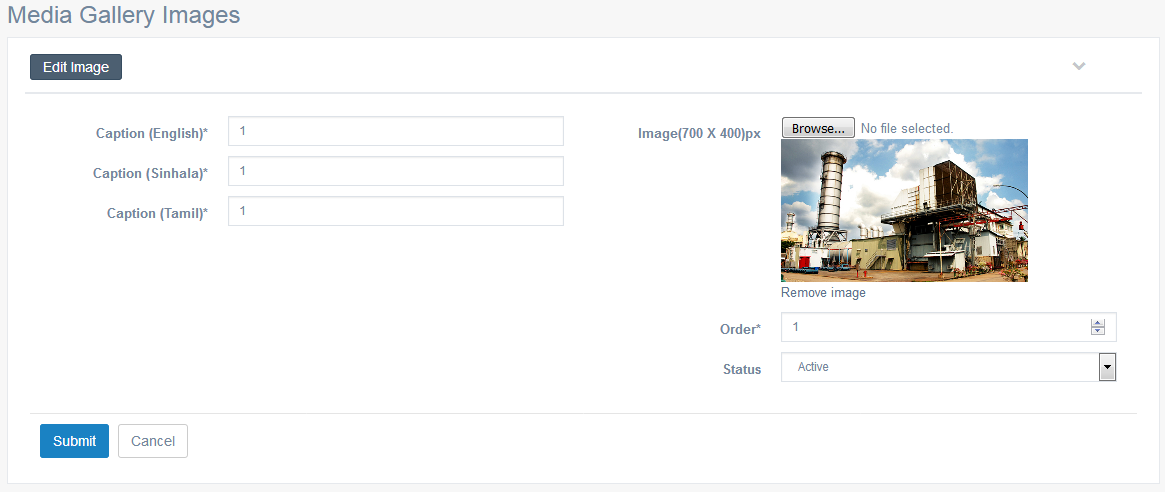 Media Gallery Images
Edit Image
Caption (English)* 1
Caption (Sinhala)* 1
Caption (Tamil)* 1
Image(700 X 400)px Browse... No file selected.
Remove image
Order* 1
Status Active
Submit Cancel